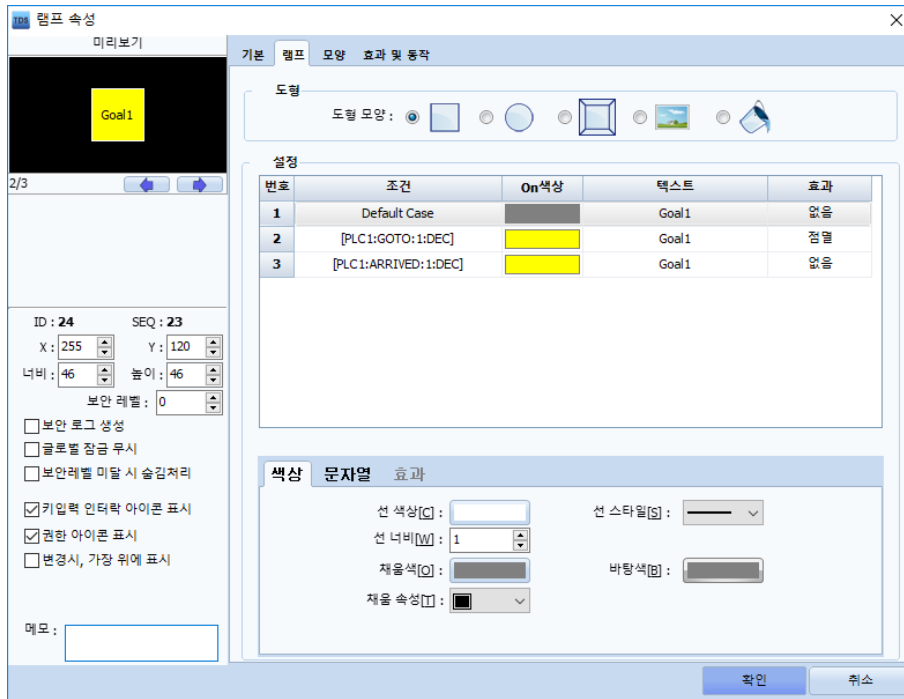 TDS 램프 속성
미리보기
Goal1
2/3
ID : 24 SEQ : 23
X : 255 Y : 120
너비 : 46 높이 : 46
보안 레벨 : 0
보안 로그 생성
글로벌 잠금 무시
보안레벨 미달 시 숨김처리
키입력 인터락 아이콘 표시
권한 아이콘 표시
변경시, 가장 위에 표시
메모 :
기본 램프 모양 효과 및 동작
도형
도형 모양 :
설정
번호 조건 On색상 텍스트 효과
1 Default Case Goal1 없음
2 [PLC1:GOTO:1:DEC] Goal1 점멸
3 [PLC1:ARRIVED:1:DEC] Goal1 없음
색상 문자열 효과
선 색상[C] : 선 스타일[S] :
선 너비[W] : 1
채움색[O] : 바탕색[B] :
채움 속성[T] :
확인 취소